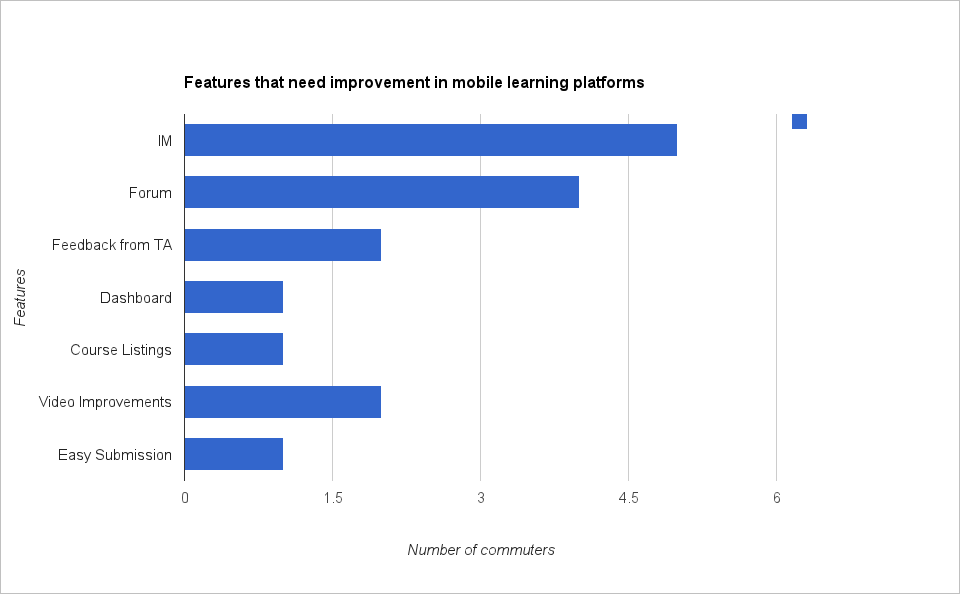 Features that need improvement in mobile learning platforms
IM
Forum
Feedback from TA
Dashboard
Course Listings
Video Improvements
Easy Submission
Features
0 1.5 3 4.5 6
Number of commuters